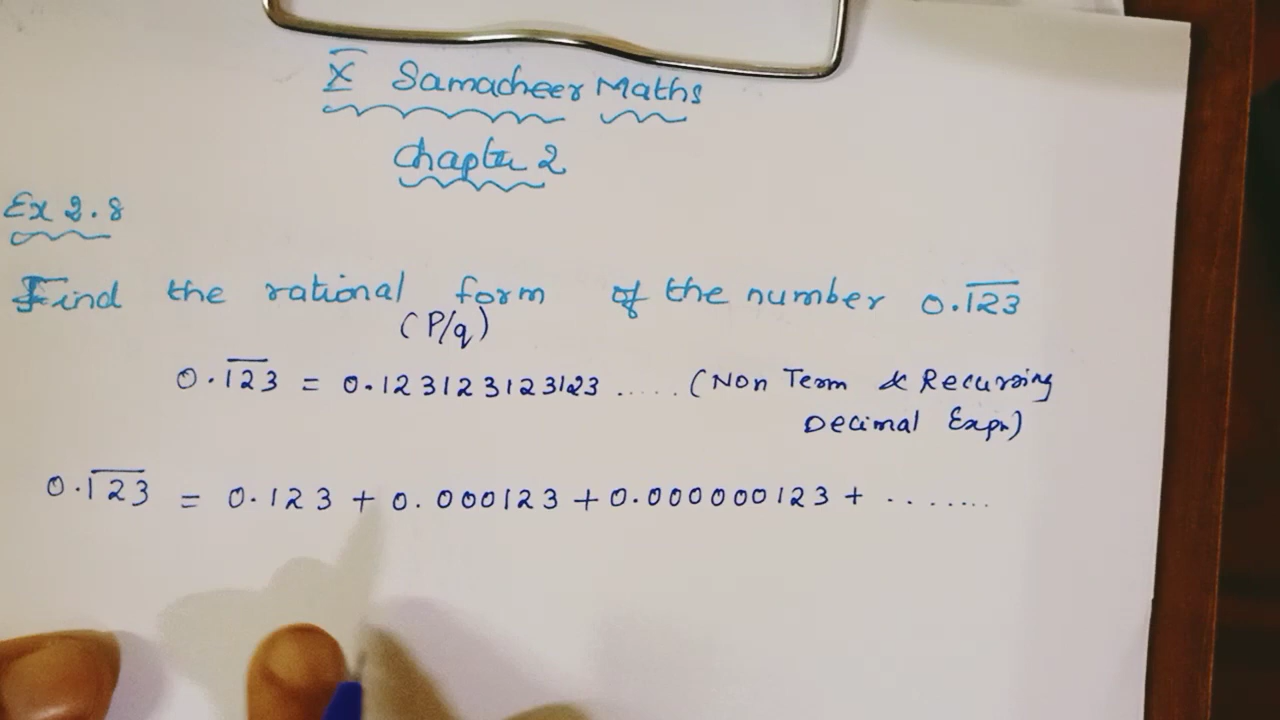 X Samacheer Maths
Chapter 2
Ex 2.8
Find the rational form of the number 0.1̅2̅3̅
(P/q)
0.1̅2̅3 = 0.123123123123 ..... (Non Term & Recurring
Decimal Expn)
0.1̅2̅3̅ = 0.123 + 0.000123 + 0.000000123 + .......